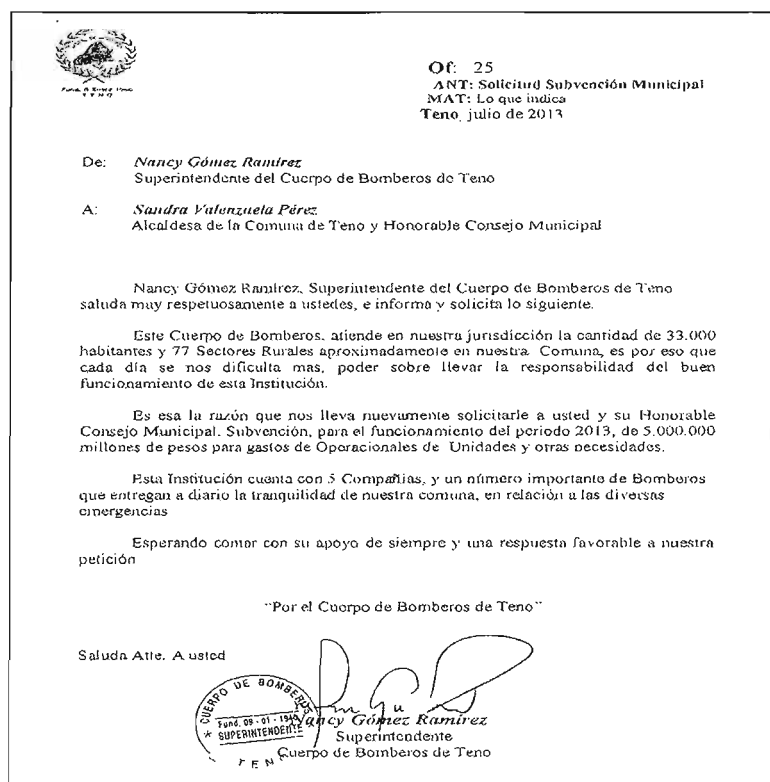 Of: 25
ANT: Solicitud Subvención Municipal
MAT: Lo que indica
Teno, julio de 2013
De: Nancy Gómez Ramírez
Superintendente del Cuerpo de Bomberos de Teno
A: Sandra Valenzuela Pérez
Alcaldesa de la Comuna de Teno y Honorable Consejo Municipal
Nancy Gómez Ramírez, Superintendente del Cuerpo de Bomberos de Teno
saluda muy respetuosamente a ustedes, e informa y solicita lo siguiente.
Este Cuerpo de Bomberos, atiende en nuestra jurisdicción la cantidad de 33.000
habitantes y 77 Sectores Rurales aproximadamente en nuestra Comuna, es por eso que
cada día se nos dificulta mas, poder sobre llevar la responsabilidad del buen
funcionamiento de esta Institución.
Es esa la razón que nos lleva nuevamente solicitarle a usted y su Honorable
Consejo Municipal. Subvención, para el funcionamiento del periodo 2013, de 5.000.000
millones de pesos para gastos de Operacionales de Unidades y otras necesidades.
Esta Institución cuenta con 5 Compañías, y un número importante de Bomberos
que entregan a diario la tranquilidad de nuestra comuna, en relación a las diversas
emergencias
Esperando contar con su apoyo de siempre y una respuesta favorable a nuestra
petición
"Por el Cuerpo de Bomberos de Teno"
Saluda Atte. A usted
CUERPO DE BOMBEROS
SUPERINTENDENTE
TENO
Nancy Gómez Ramírez
Superintendente
Cuerpo de Bomberos de Teno